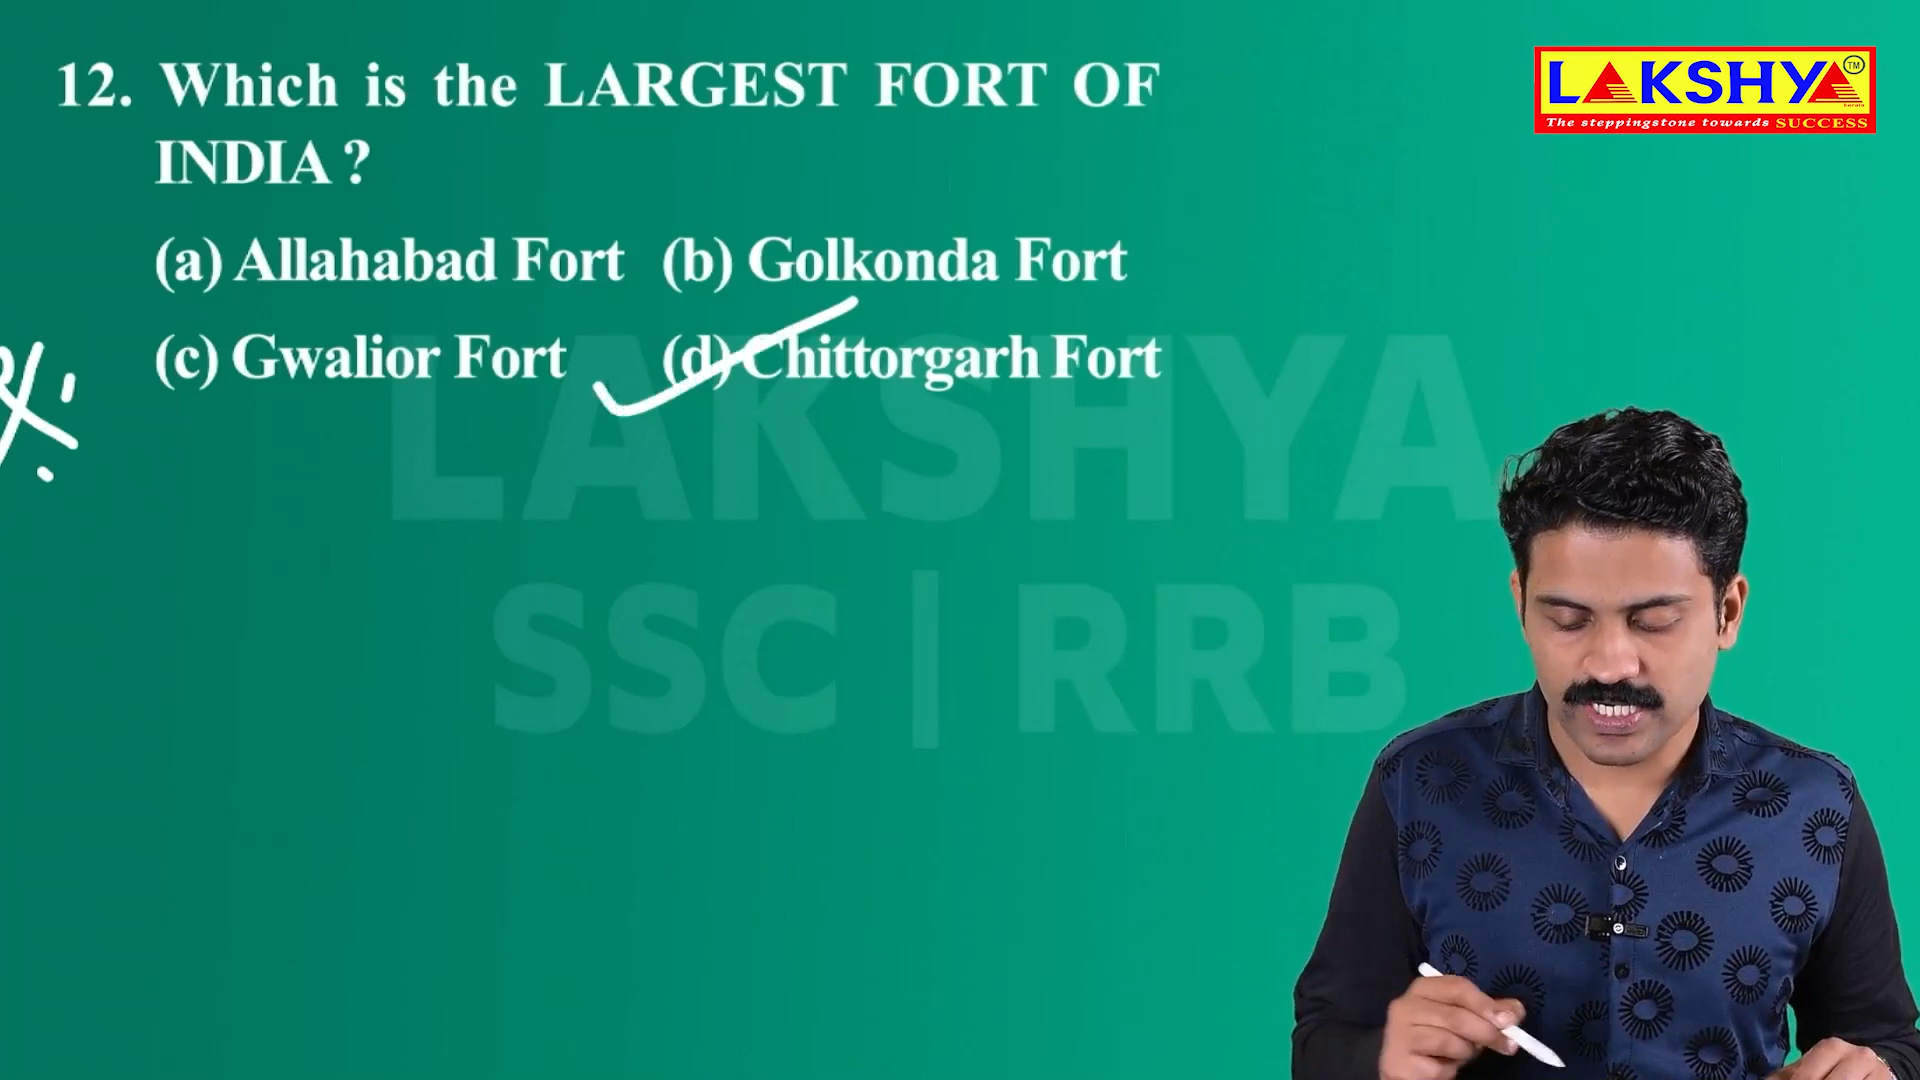 12. Which is the LARGEST FORT OF
INDIA ?
(a) Allahabad Fort (b) Golkonda Fort
(c) Gwalior Fort (d) Chittorgarh Fort
LAKSHYA TM
The steppingstone towards SUCCESS
LAKSHYA
SSC | RRB